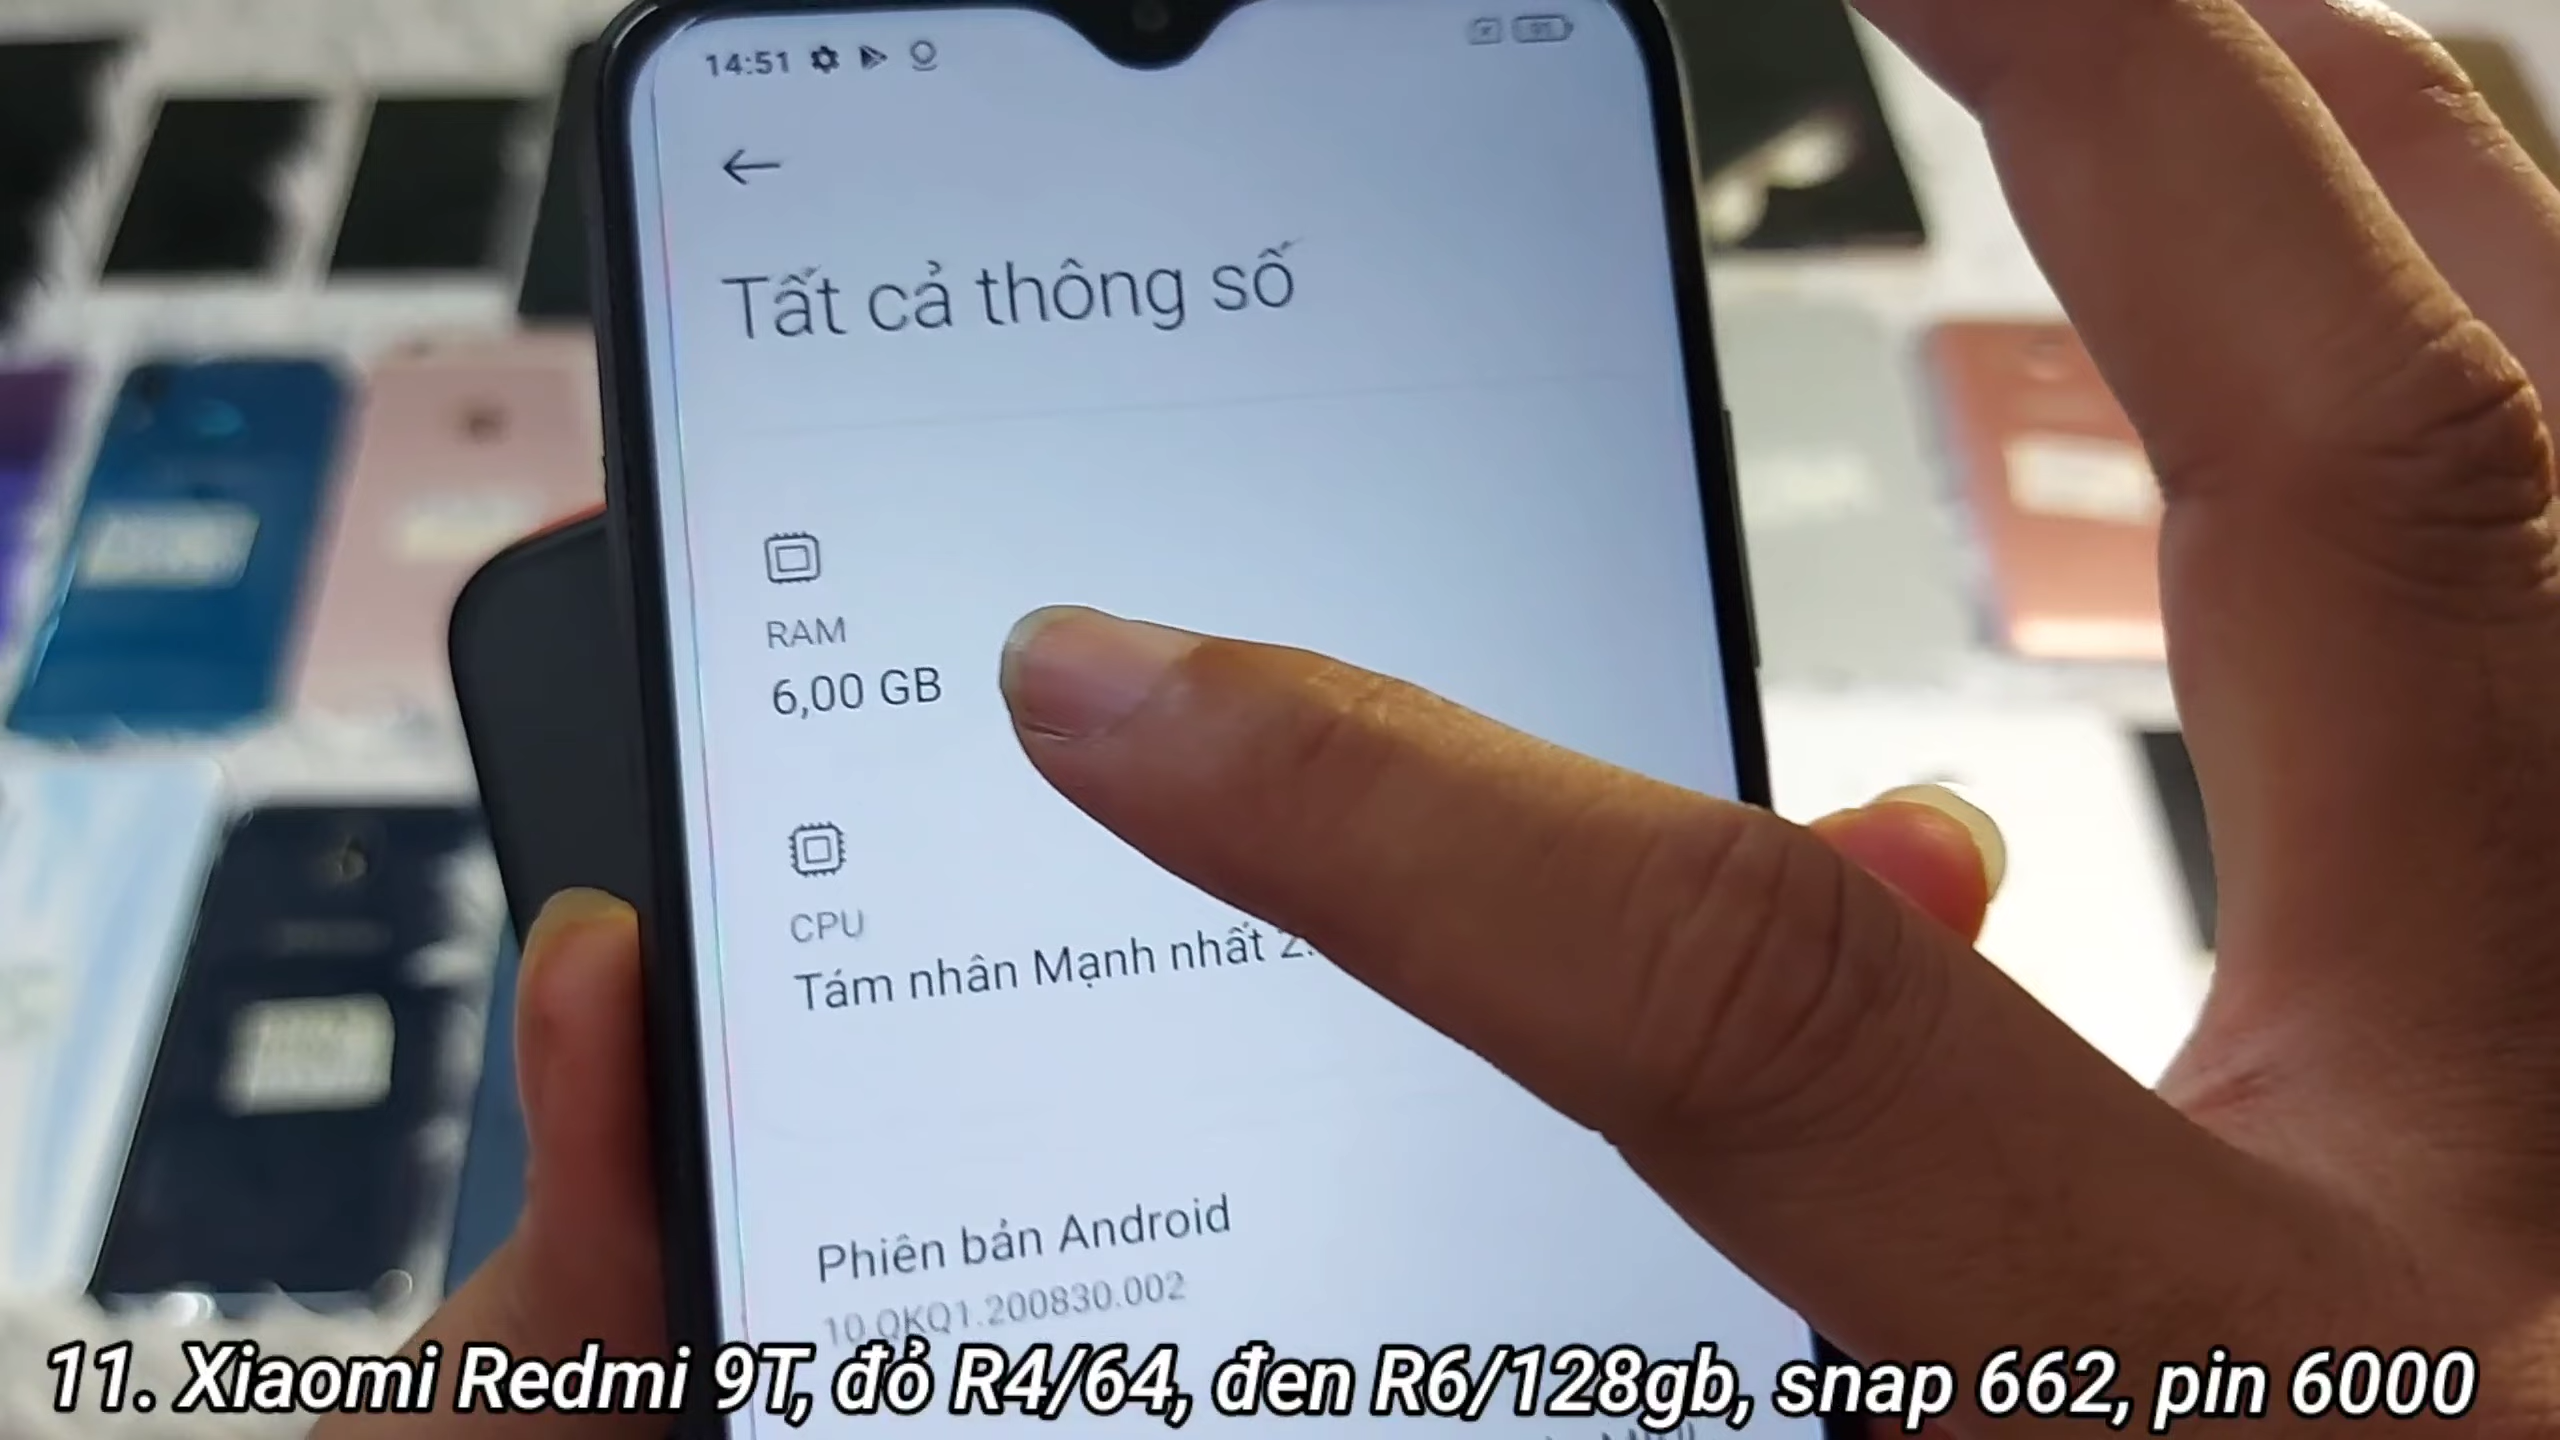 14:51
Tất cả thông số
RAM
6,00 GB
CPU
Tám nhân Mạnh nhất 2.
Phiên bản Android
10 QKQ1.200830.002
11. Xiaomi Redmi 9T, đỏ R4/64, đen R6/128gb, snap 662, pin 6000